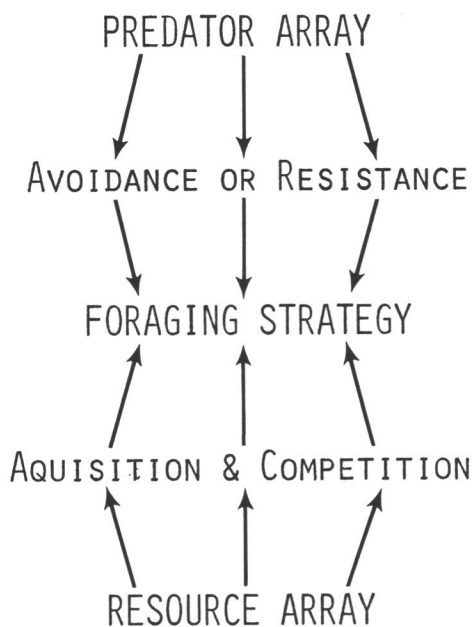 PREDATOR ARRAY
AVOIDANCE OR RESISTANCE
FORAGING STRATEGY
AQUISITION & COMPETITION
RESOURCE ARRAY